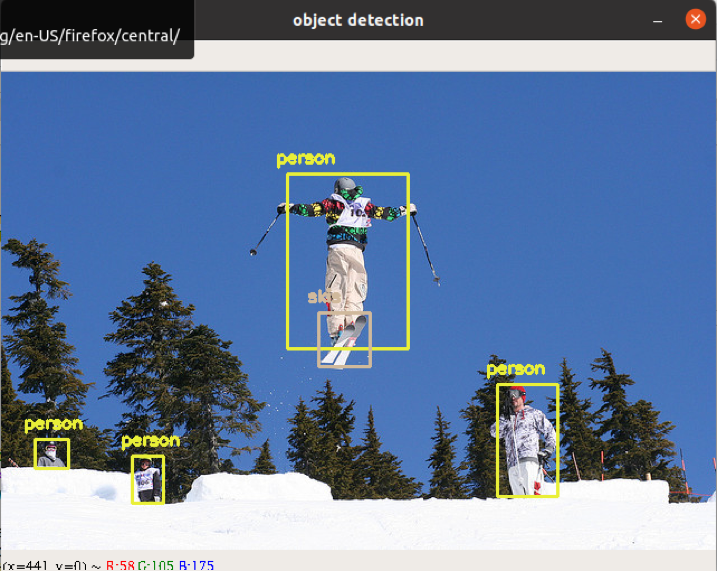 object detection
g/en-US/firefox/central/
person
skis
person
person
person
(x=441, y=0) ~ R:58 G:105 B:175